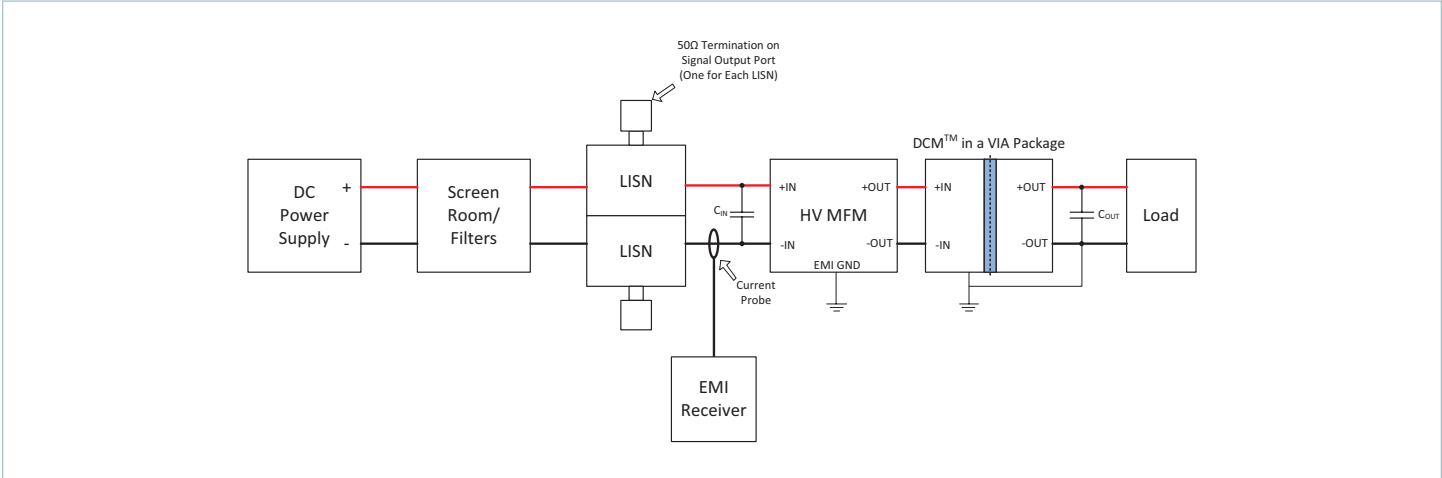 50Ω Termination on
Signal Output Port
(One for Each LISN)
DCM™ in a VIA Package
DC
Power
Supply
+
-
Screen
Room/
Filters
LISN
LISN
CIN
+IN
-IN
HV MFM
+OUT
-OUT
EMI GND
+IN
-IN
+OUT
-OUT
COUT
Load
Current
Probe
EMI
Receiver